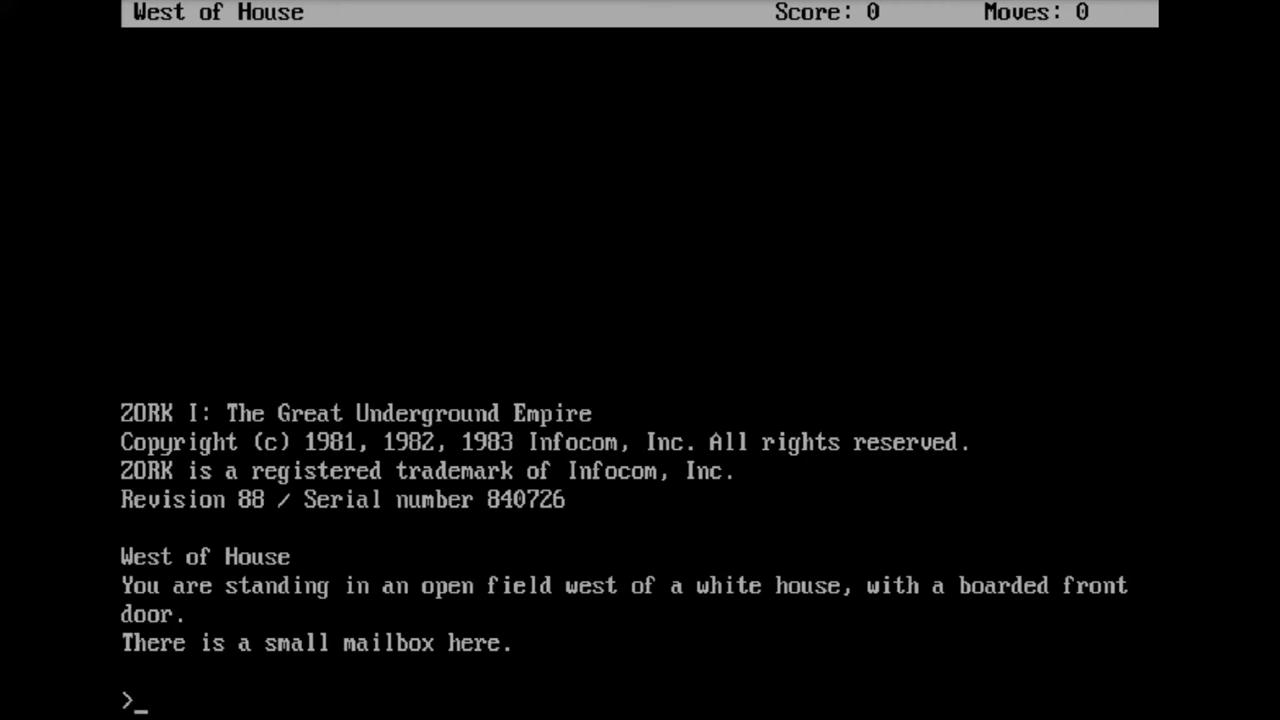 West of House Score: 0 Moves: 0
ZORK I: The Great Underground Empire
Copyright (c) 1981, 1982, 1983 Infocom, Inc. All rights reserved.
ZORK is a registered trademark of Infocom, Inc.
Revision 88 / Serial number 840726
West of House
You are standing in an open field west of a white house, with a boarded front
door.
There is a small mailbox here.
>_